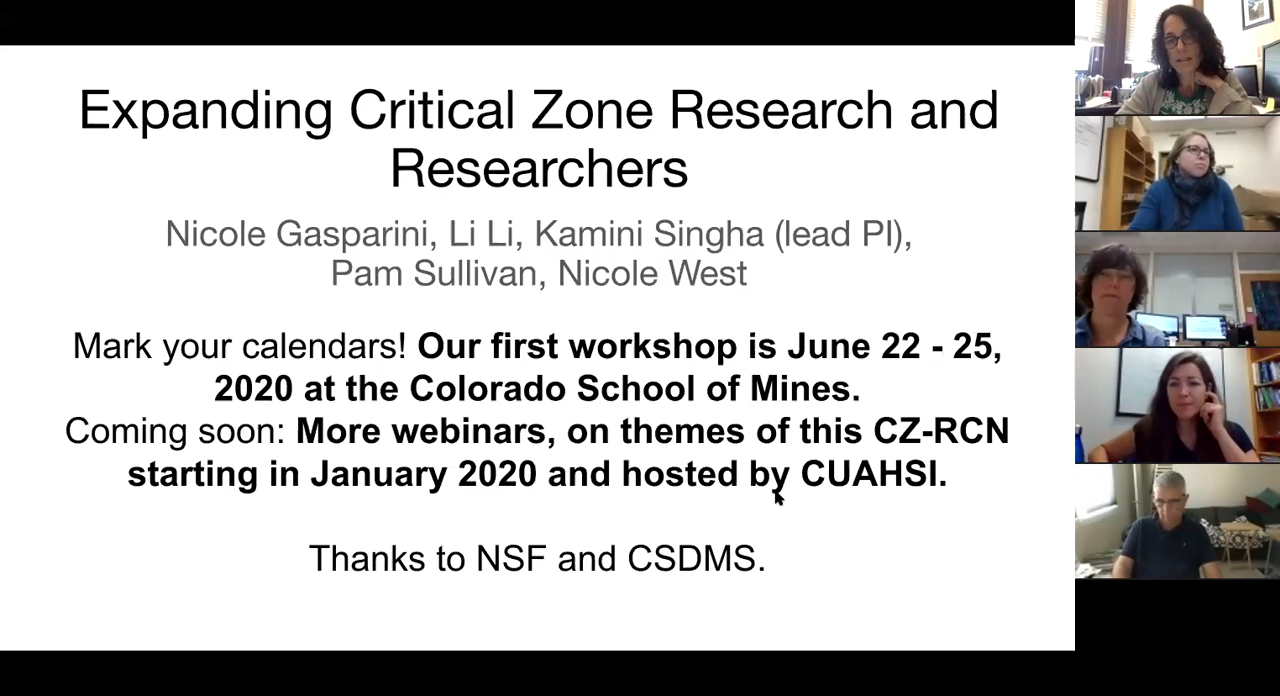 Expanding Critical Zone Research and
Researchers
Nicole Gasparini, Li Li, Kamini Singha (lead PI),
Pam Sullivan, Nicole West
Mark your calendars! Our first workshop is June 22 - 25,
2020 at the Colorado School of Mines.
Coming soon: More webinars, on themes of this CZ-RCN
starting in January 2020 and hosted by CUAHSI.
Thanks to NSF and CSDMS.